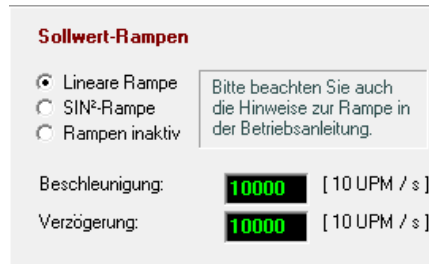 Sollwert-Rampen
Lineare Rampe
SIN²-Rampe
Rampen inaktiv
Bitte beachten Sie auch
die Hinweise zur Rampe in
der Betriebsanleitung.
Beschleunigung: 10000 [ 10 UPM / s ]
Verzögerung: 10000 [ 10 UPM / s ]